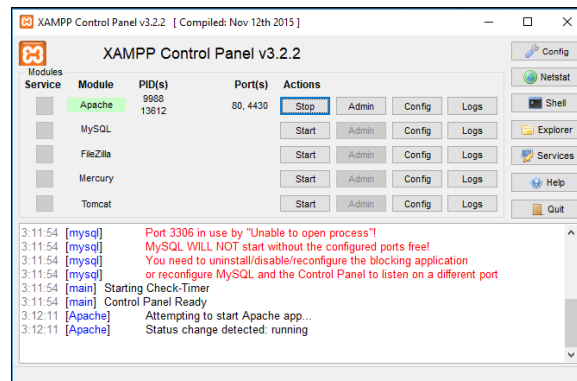 XAMPP Control Panel v3.2.2 [ Compiled: Nov 12th 2015 ]
XAMPP Control Panel v3.2.2
Config
Modules
Service Module PID(s) Port(s) Actions
Netstat
Apache 9988 13612 80, 4430 Stop Admin Config Logs
Shell
MySQL Start Admin Config Logs
Explorer
FileZilla Start Admin Config Logs
Services
Mercury Start Admin Config Logs
Help
Tomcat Start Admin Config Logs
Quit
3:11:54 [mysql] Port 3306 in use by "Unable to open process"!
3:11:54 [mysql] MySQL WILL NOT start without the configured ports free!
3:11:54 [mysql] You need to uninstall/disable/reconfigure the blocking application
3:11:54 [mysql] or reconfigure MySQL and the Control Panel to listen on a different port
3:11:54 [main] Starting Check-Timer
3:11:54 [main] Control Panel Ready
3:12:11 [Apache] Attempting to start Apache app...
3:12:11 [Apache] Status change detected: running